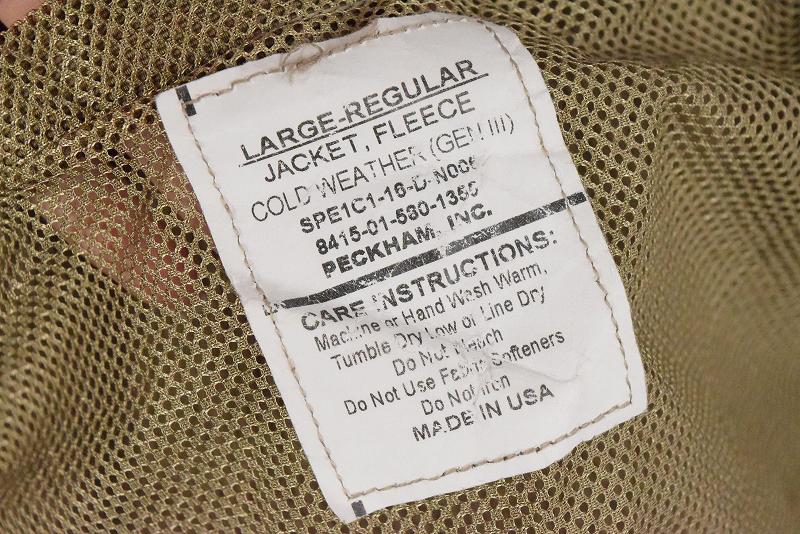 LARGE-REGULAR
JACKET, FLEECE
COLD WEATHER (GEN III)
SPE1C1-16-D-N006
8415-01-580-1355
PECKHAM, INC.
CARE INSTRUCTIONS:
Machine or Hand Wash Warm,
Tumble Dry Low or Line Dry
Do Not Bleach
Do Not Use Fabric Softeners
Do Not Iron
MADE IN USA